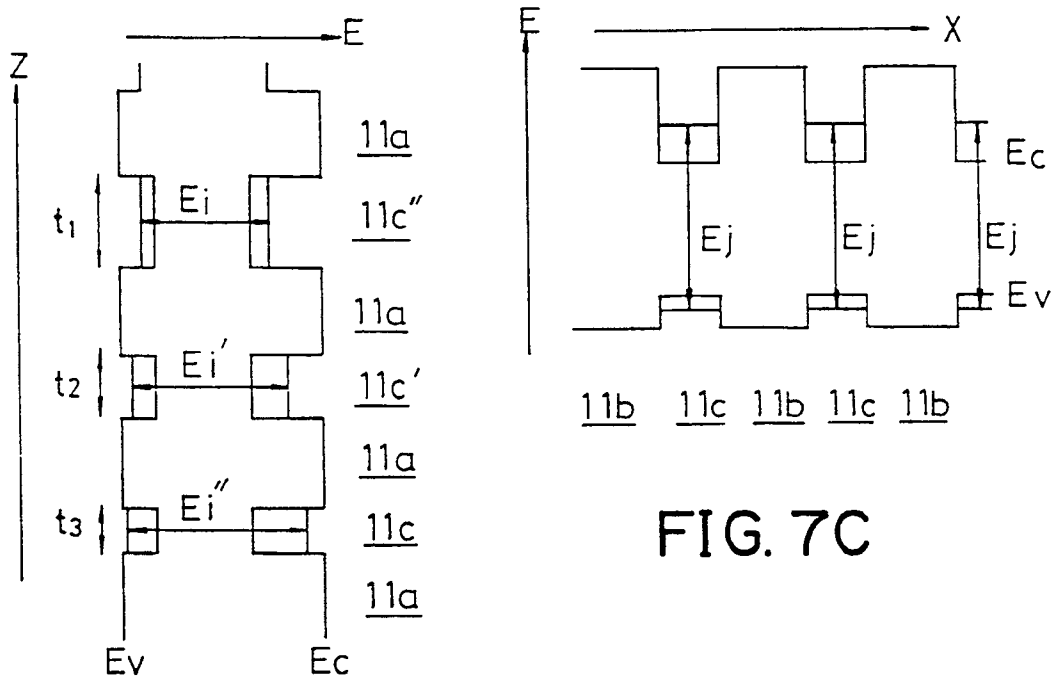 E
Z
11a
t1
Ei
11c"
11a
t2
Ei'
11c'
11a
t3
Ei"
11c
11a
Ev
Ec
E
X
Ec
Ej
Ej
Ej
Ev
11b
11c
11b
11c
11b
FIG. 7C